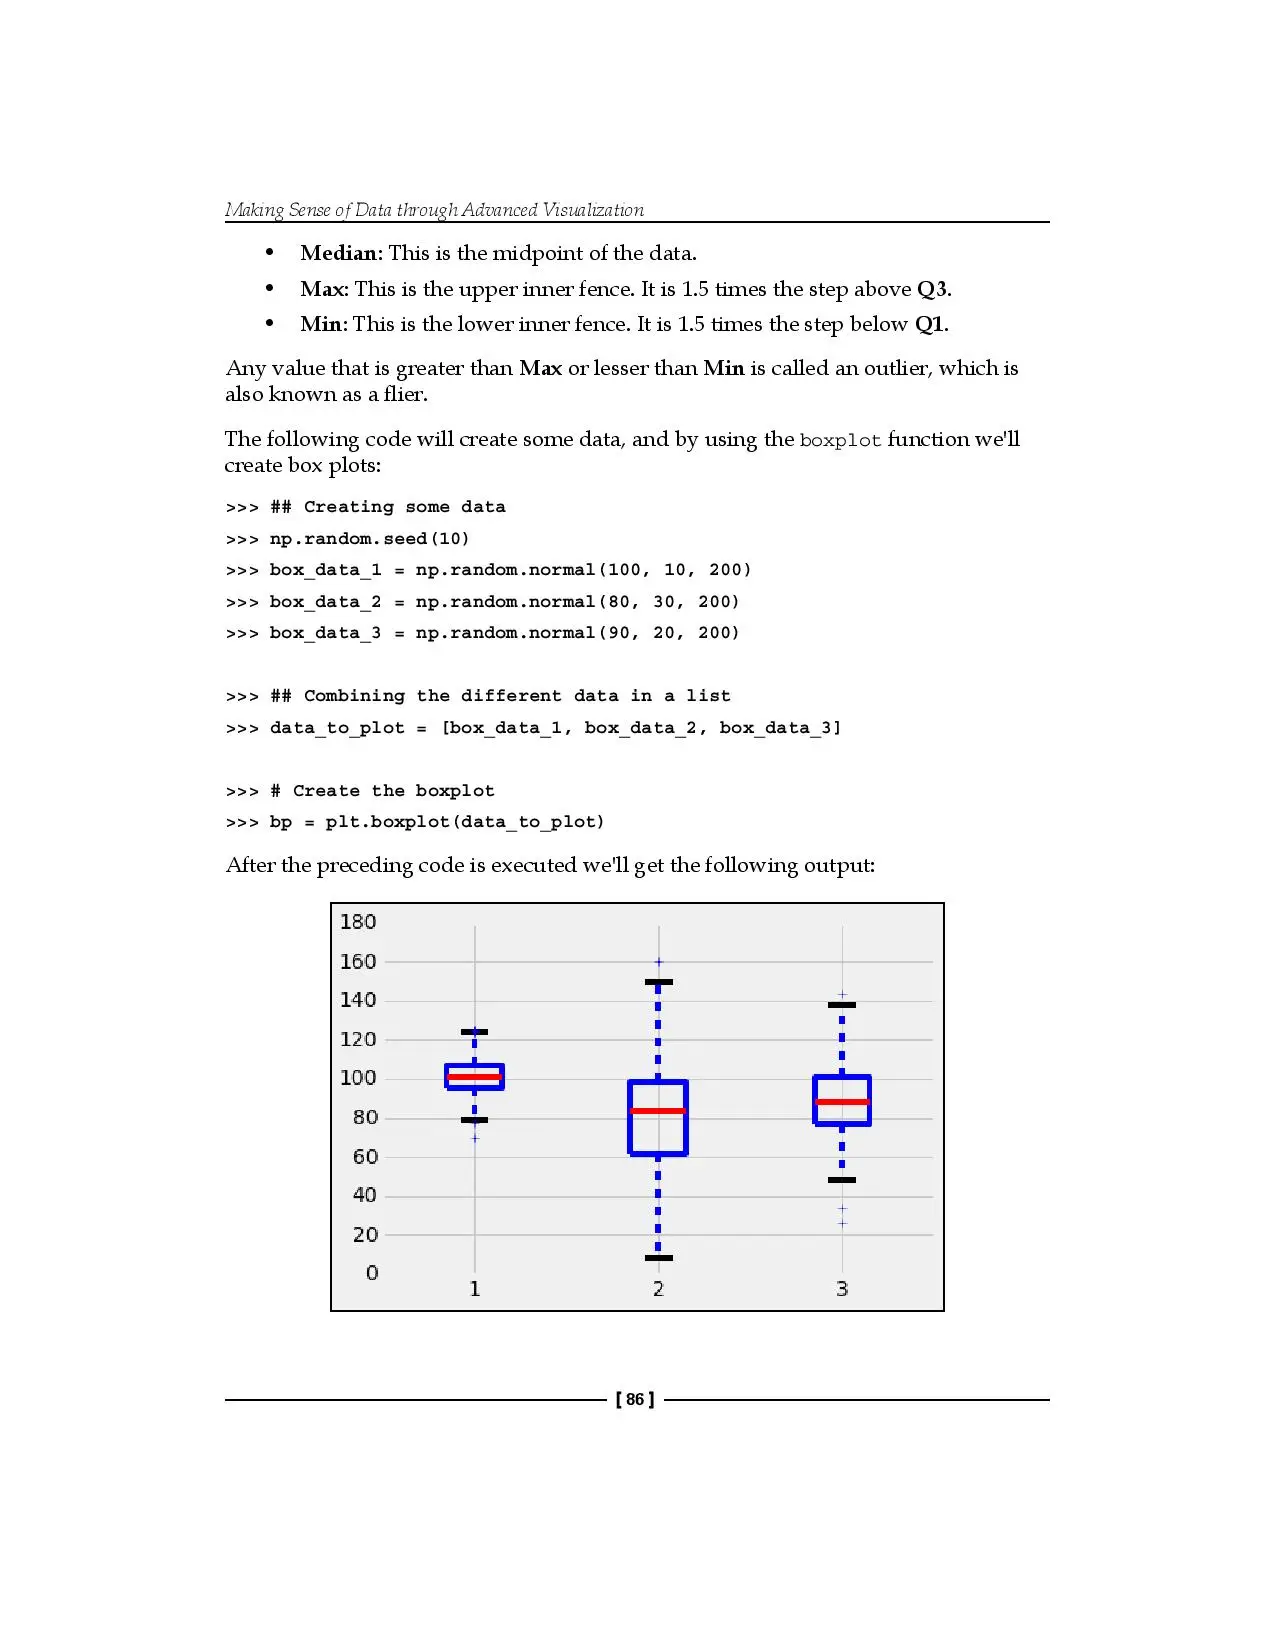 Making Sense of Data through Advanced Visualization
• Median: This is the midpoint of the data.
• Max: This is the upper inner fence. It is 1.5 times the step above Q3.
• Min: This is the lower inner fence. It is 1.5 times the step below Q1.
Any value that is greater than Max or lesser than Min is called an outlier, which is
also known as a flier.
The following code will create some data, and by using the boxplot function we'll
create box plots:
>>> ## Creating some data
>>> np.random.seed(10)
>>> box_data_1 = np.random.normal(100, 10, 200)
>>> box_data_2 = np.random.normal(80, 30, 200)
>>> box_data_3 = np.random.normal(90, 20, 200)
>>> ## Combining the different data in a list
>>> data_to_plot = [box_data_1, box_data_2, box_data_3]
>>> # Create the boxplot
>>> bp = plt.boxplot(data_to_plot)
After the preceding code is executed we'll get the following output:
180
160
140
120
100
80
60
40
20
0
1 2 3
[ 86 ]